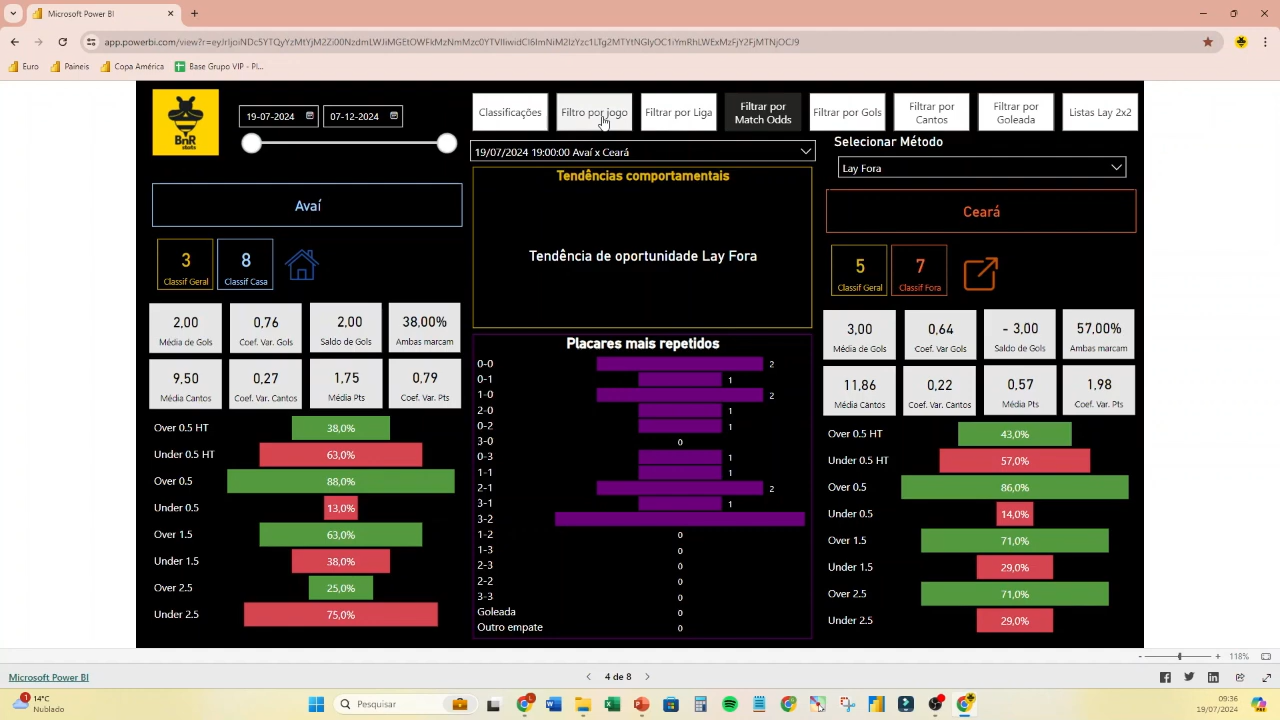 Microsoft Power BI
app.powerbi.com/view?r=eyJrIjoiNDc5YTQyYzMtYjM2Zi00NzdmLWJiMGEtOWFkMzNmMzc0YTVlIiwidCI6ImNiM2IzYzc1LTg2MTYtNGIyOC1iYmRhLWExMzFjY2FjMTNjOCJ9
Euro
Paineis
Copa América
Base Grupo VIP - Pl...
BnR
19-07-2024
07-12-2024
Classificações
Filtro por jogo
Filtrar por Liga
Filtrar por
Match Odds
Filtrar por Gols
Filtrar por
Cantos
Filtrar por
Goleada
Listas Lay 2x2
19/07/2024 19:00:00 Avaí x Ceará
Selecionar Método
Lay Fora
Avaí
3
Classif Geral
8
Classif Casa
2,00
Média de Gols
0,76
Coef. Var. Gols
2,00
Saldo de Gols
38,00%
Ambas marcam
9,50
Média Cantos
0,27
Coef. Var. Cantos
1,75
Média Pts
0,79
Coef. Var. Pts
Over 0.5 HT
38,0%
Under 0.5 HT
63,0%
Over 0.5
88,0%
Under 0.5
13,0%
Over 1.5
63,0%
Under 1.5
38,0%
Over 2.5
25,0%
Under 2.5
75,0%
Tendências comportamentais
Tendência de oportunidade Lay Fora
Placares mais repetidos
0-0 2
0-1 1
1-0 2
2-0 1
0-2 1
3-0 0
0-3 1
1-1 1
2-1 2
3-1 1
3-2
1-2 0
1-3 0
2-3 0
2-2 0
3-3 0
Goleada 0
Outro empate 0
Ceará
5
Classif Geral
7
Classif Fora
3,00
Média de Gols
0,64
Coef. Var Gols
- 3,00
Saldo de Gols
57,00%
Ambas marcam
11,86
Média Cantos
0,22
Coef. Var. Cantos
0,57
Média Pts
1,98
Coef. Var. Pts
Over 0.5 HT
43,0%
Under 0.5 HT
57,0%
Over 0.5
86,0%
Under 0.5
14,0%
Over 1.5
71,0%
Under 1.5
29,0%
Over 2.5
71,0%
Under 2.5
29,0%
- + 118%
Microsoft Power BI
4 de 8
1
14°C
Nublado
Pesquisar
09:36
19/07/2024